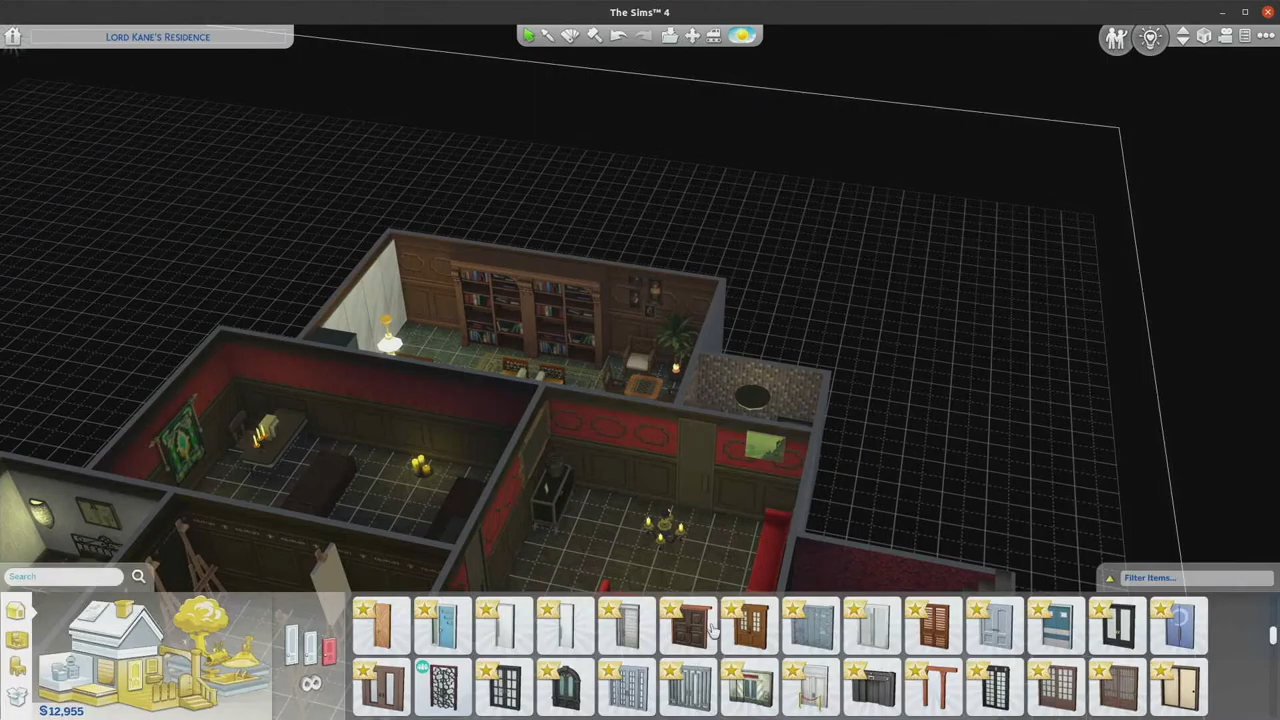 The Sims™ 4
LORD KANE'S RESIDENCE
Search
Filter Items...
§12,955